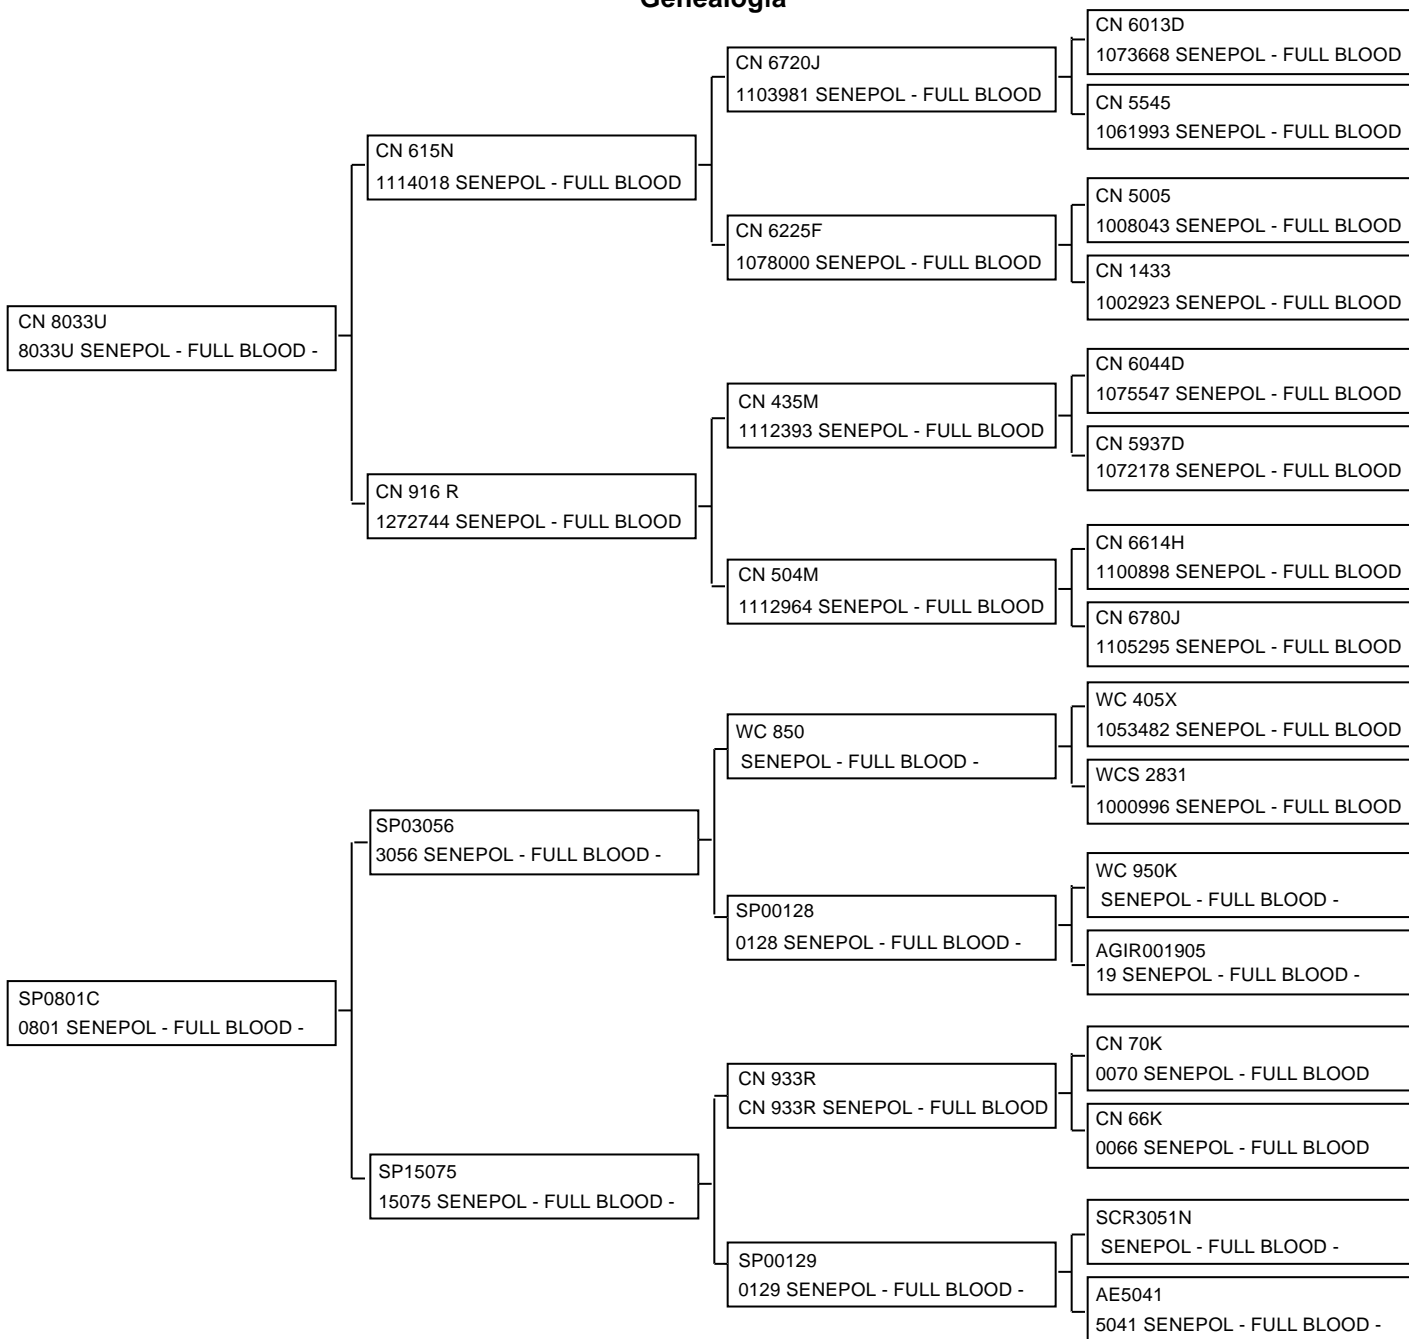 Genealogia
CN 6013D
1073668 SENEPOL - FULL BLOOD
CN 6720J
1103981 SENEPOL - FULL BLOOD
CN 5545
1061993 SENEPOL - FULL BLOOD
CN 615N
1114018 SENEPOL - FULL BLOOD
CN 5005
1008043 SENEPOL - FULL BLOOD
CN 6225F
1078000 SENEPOL - FULL BLOOD
CN 1433
1002923 SENEPOL - FULL BLOOD
CN 8033U
8033U SENEPOL - FULL BLOOD -
CN 6044D
1075547 SENEPOL - FULL BLOOD
CN 435M
1112393 SENEPOL - FULL BLOOD
CN 5937D
1072178 SENEPOL - FULL BLOOD
CN 916 R
1272744 SENEPOL - FULL BLOOD
CN 6614H
1100898 SENEPOL - FULL BLOOD
CN 504M
1112964 SENEPOL - FULL BLOOD
CN 6780J
1105295 SENEPOL - FULL BLOOD
WC 405X
1053482 SENEPOL - FULL BLOOD
WC 850
SENEPOL - FULL BLOOD -
WCS 2831
1000996 SENEPOL - FULL BLOOD
SP03056
3056 SENEPOL - FULL BLOOD -
WC 950K
SENEPOL - FULL BLOOD -
SP00128
0128 SENEPOL - FULL BLOOD -
AGIR001905
19 SENEPOL - FULL BLOOD -
SP0801C
0801 SENEPOL - FULL BLOOD -
CN 70K
0070 SENEPOL - FULL BLOOD
CN 933R
CN 933R SENEPOL - FULL BLOOD
CN 66K
0066 SENEPOL - FULL BLOOD
SP15075
15075 SENEPOL - FULL BLOOD -
SCR3051N
SENEPOL - FULL BLOOD -
SP00129
0129 SENEPOL - FULL BLOOD -
AE5041
5041 SENEPOL - FULL BLOOD -